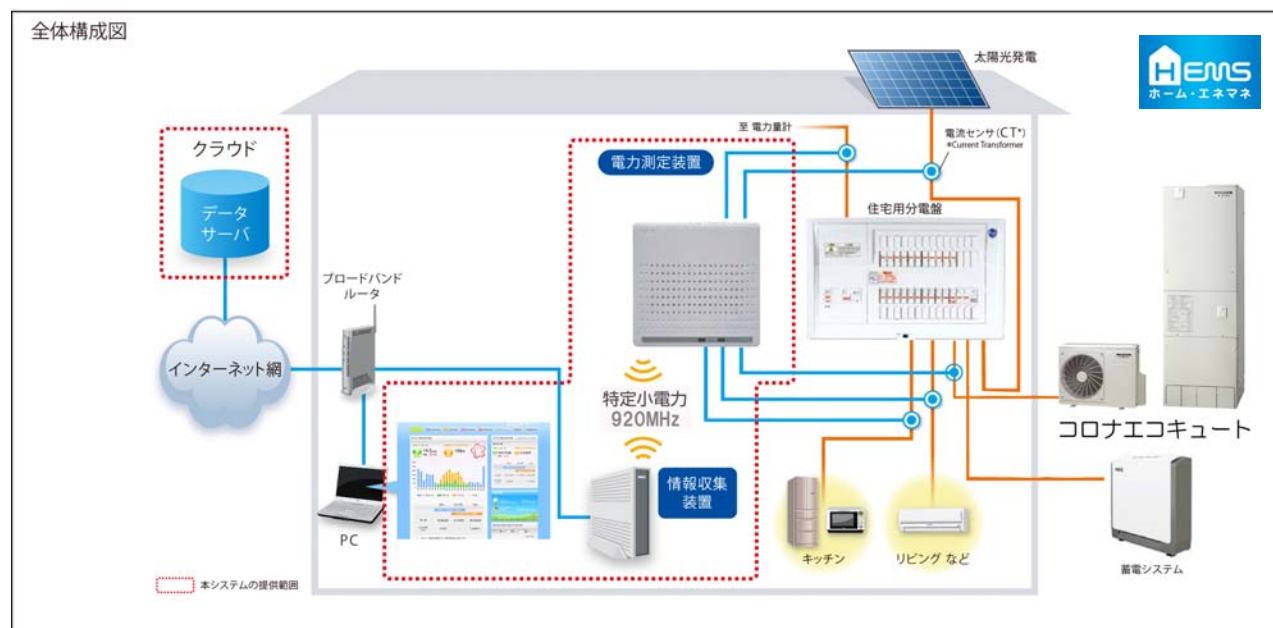 全体構成図
太陽光発電
HEMS
ホーム・エネマネ
至 電力量計
電流センサ(CT*)
※Current Transformer
クラウド
データ
サーバ
電力測定装置
住宅用分電盤
ブロードバンド
ルータ
インターネット網
特定小電力
920MHz
コロナエコキュート
情報収集
装置
PC
キッチン
リビング など
蓄電システム
本システムの提供範囲